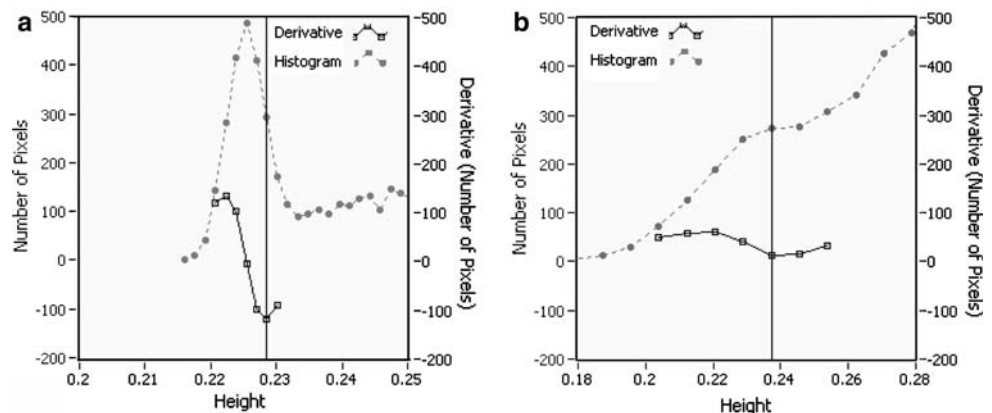 a
500
400
300
200
100
0
-100
-200
Number of Pixels
Derivative
Histogram
-500
-400
-300
-200
-100
-0
--100
-200
Derivative (Number of Pixels)
0.2 0.21 0.22 0.23 0.24 0.25
Height
b
500
400
300
200
100
0
-100
-200
Number of Pixels
Derivative
Histogram
-500
-400
-300
-200
-100
-0
--100
-200
Derivative (Number of Pixels)
0.18 0.2 0.22 0.24 0.26 0.28
Height